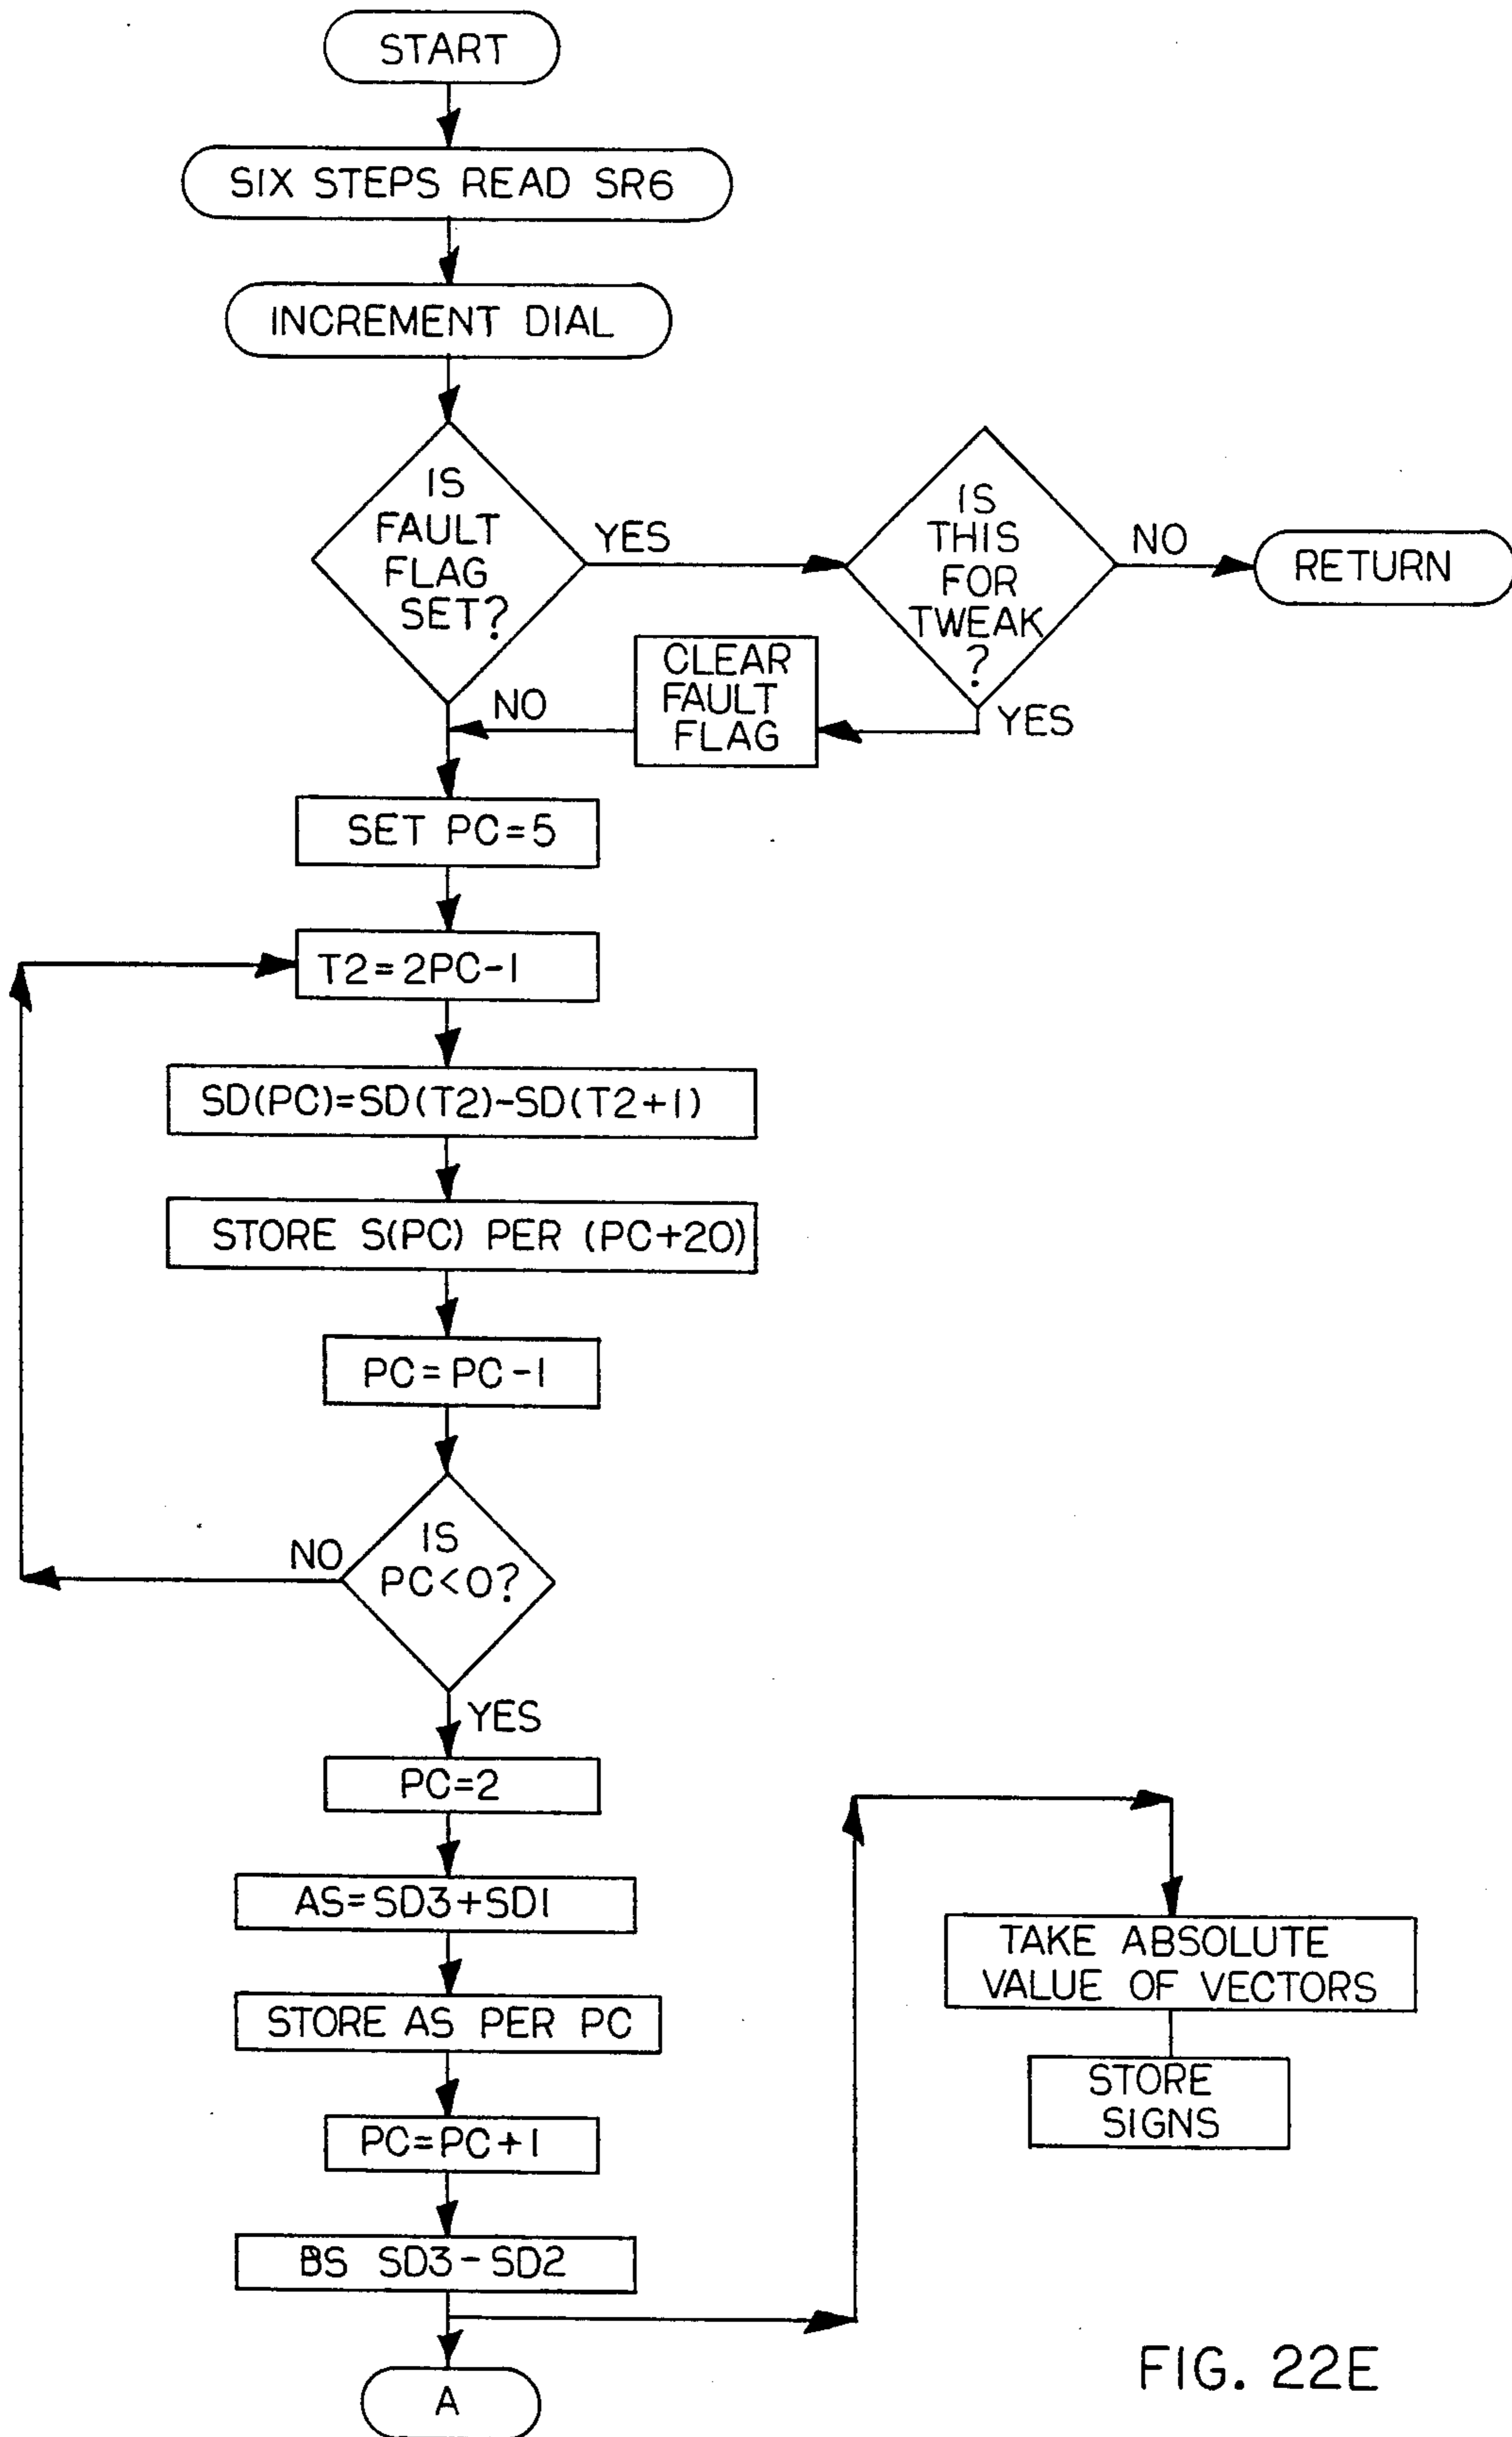 START
SIX STEPS READ SR6
INCREMENT DIAL
IS
FAULT
FLAG
SET?
YES
IS
THIS
FOR
TWEAK
?
NO
RETURN
YES
CLEAR
FAULT
FLAG
NO
SET PC=5
T2=2PC-1
SD(PC)=SD(T2)-SD(T2+1)
STORE S(PC) PER (PC+20)
PC=PC-1
IS
PC<0?
NO
YES
PC=2
AS=SD3+SD1
STORE AS PER PC
PC=PC+1
BS SD3-SD2
A
TAKE ABSOLUTE
VALUE OF VECTORS
STORE
SIGNS
FIG. 22E